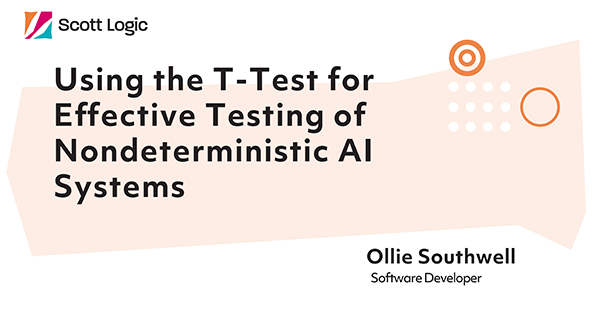 Scott Logic
Using the T-Test for
Effective Testing of
Nondeterministic AI
Systems
Ollie Southwell
Software Developer